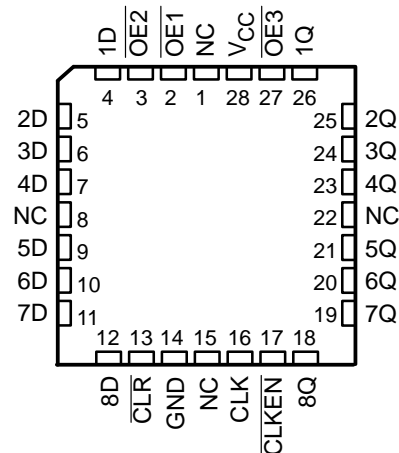 1D
OE2
OE1
NC
VCC
OE3
1Q
4 3 2 1 28 27 26
2D 5 25 2Q
3D 6 24 3Q
4D 7 23 4Q
NC 8 22 NC
5D 9 21 5Q
6D 10 20 6Q
7D 11 19 7Q
12 13 14 15 16 17 18
8D
CLR
GND
NC
CLK
CLKEN
8Q